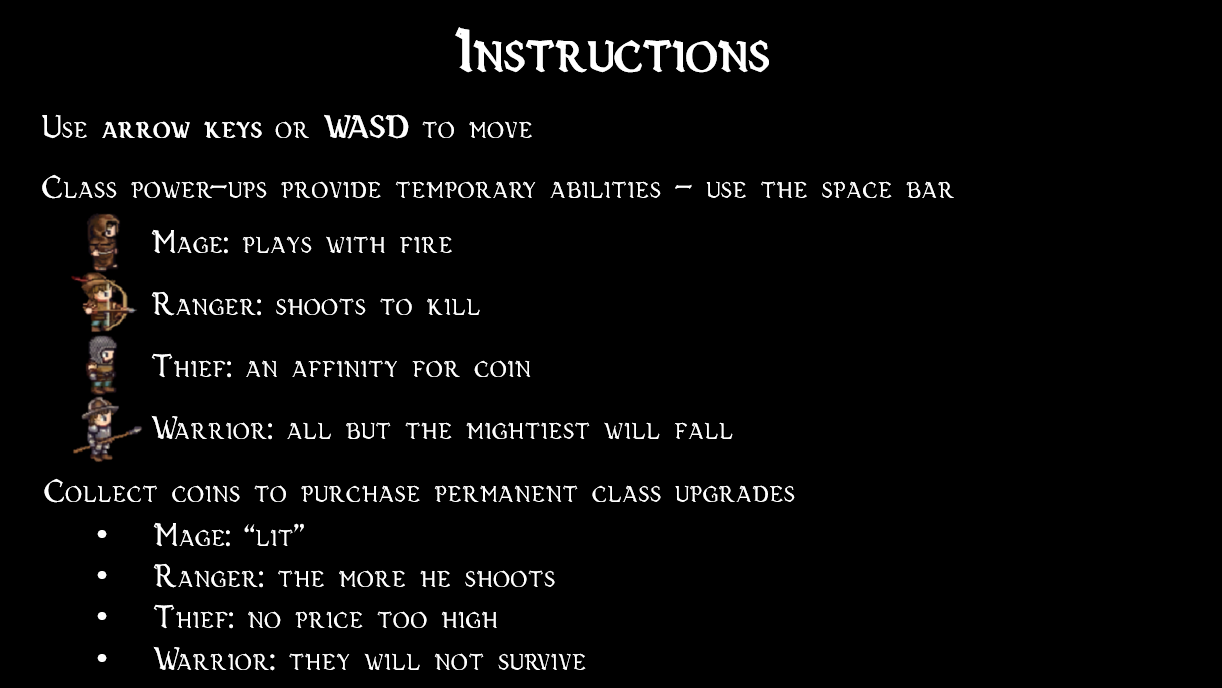 Instructions
Use arrow keys or WASD to move
Class power-ups provide temporary abilities - use the space bar
Mage: plays with fire
Ranger: shoots to kill
Thief: an affinity for coin
Warrior: all but the mightiest will fall
Collect coins to purchase permanent class upgrades
• Mage: “lit”
• Ranger: the more he shoots
• Thief: no price too high
• Warrior: they will not survive